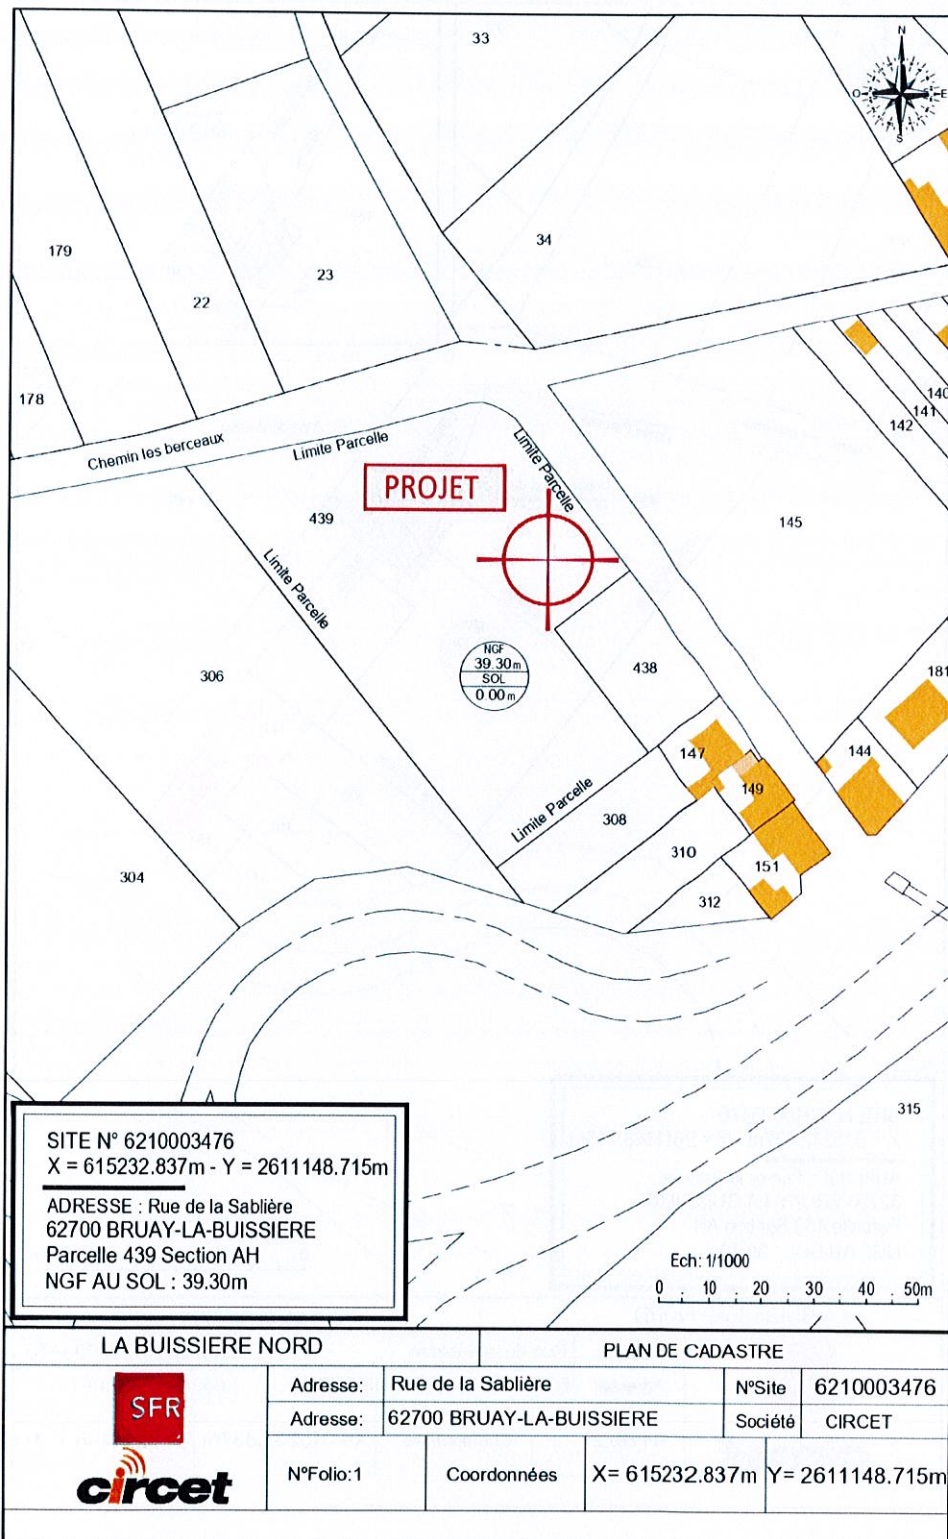 33
N
O
E
S
34
179
23
22
178
140
141
142
Chemin les berceaux
Limite Parcelle
Limite Parcelle
PROJET
439
145
Limite Parcelle
NGF
39.30m
SOL
0.00m
438
306
181
147
144
149
Limite Parcelle
308
310
151
304
312
315
SITE N° 6210003476
X = 615232.837m - Y = 2611148.715m
ADRESSE : Rue de la Sablière
62700 BRUAY-LA-BUISSIERE
Parcelle 439 Section AH
NGF AU SOL : 39.30m
Ech: 1/1000
0 10 20 30 40 50m
LA BUISSIERE NORD
PLAN DE CADASTRE
SFR
Adresse: Rue de la Sablière
N°Site 6210003476
Adresse: 62700 BRUAY-LA-BUISSIERE
Société CIRCET
circet
N°Folio:1
Coordonnées
X= 615232.837m
Y= 2611148.715m